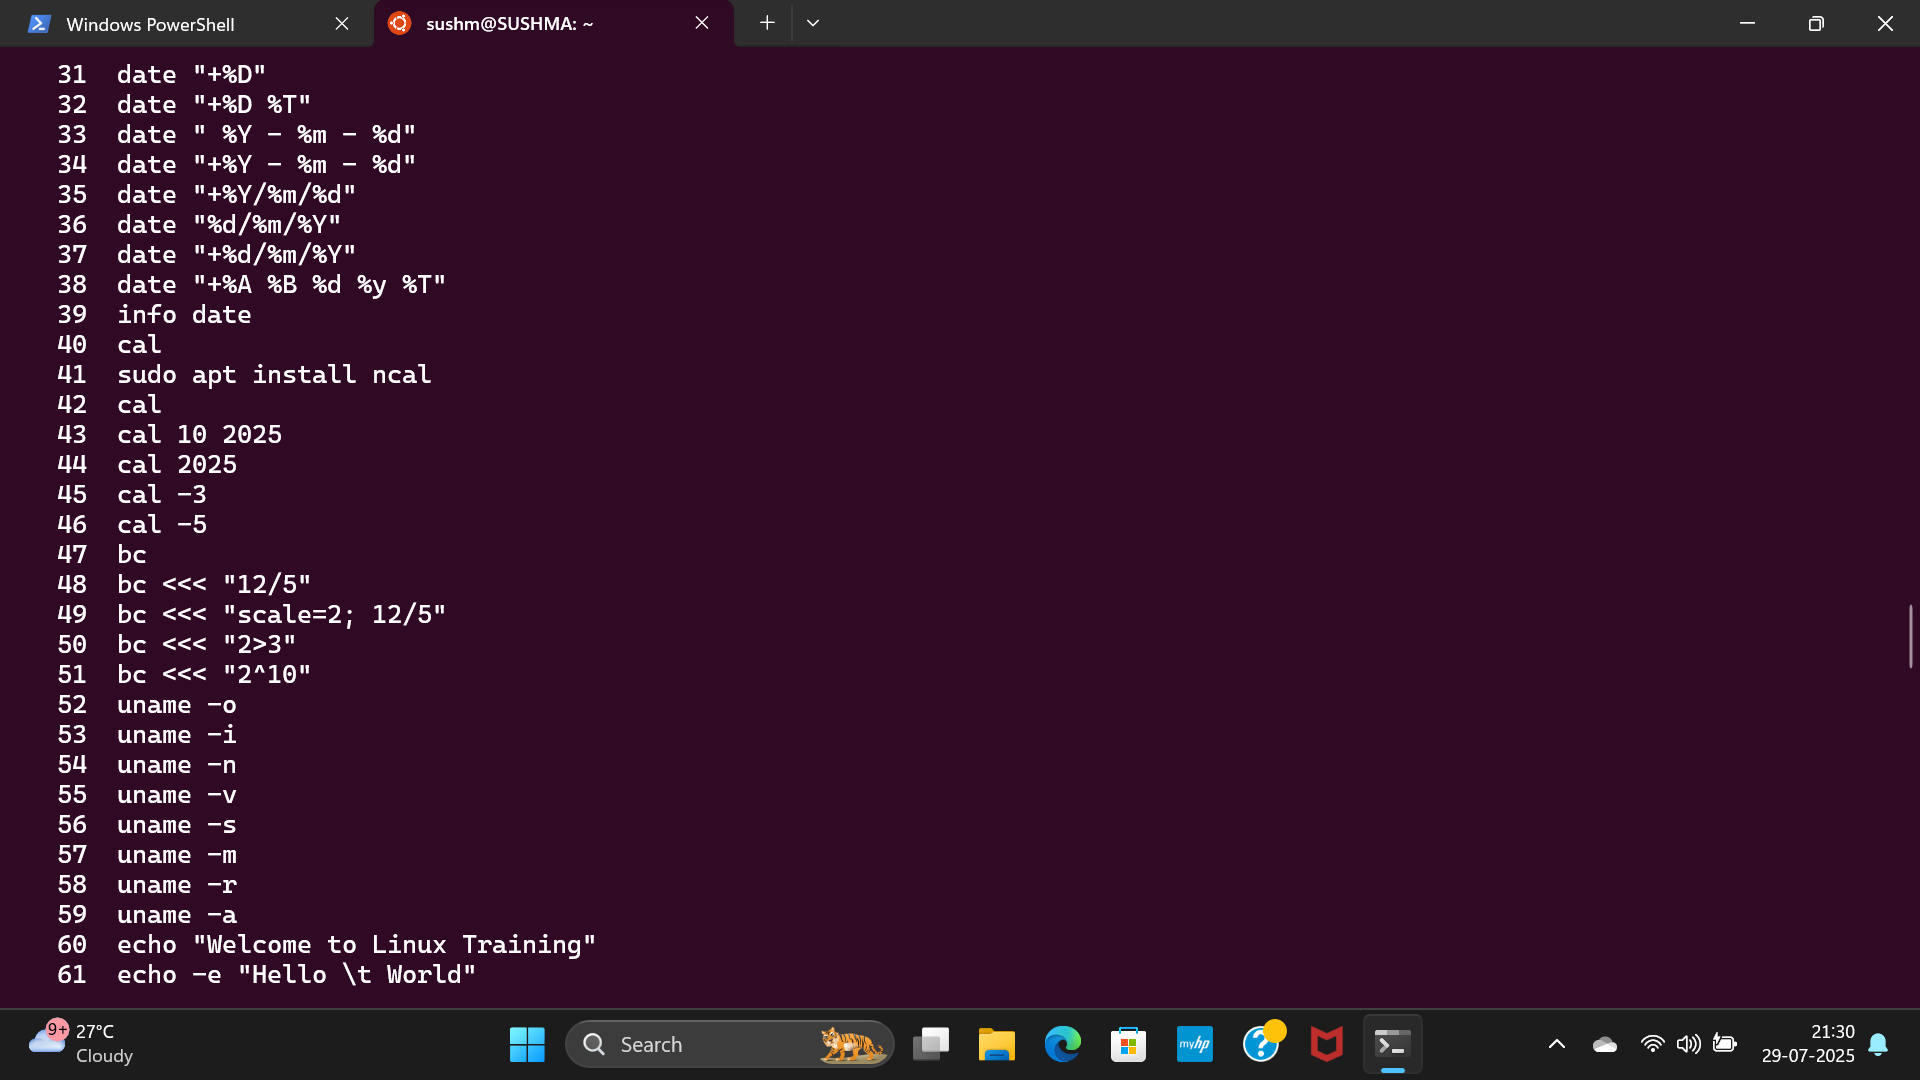 Windows PowerShell
sushm@SUSHMA: ~
31 date "+%D"
32 date "+%D %T"
33 date " %Y - %m - %d"
34 date "+%Y - %m - %d"
35 date "+%Y/%m/%d"
36 date "%d/%m/%Y"
37 date "+%d/%m/%Y"
38 date "+%A %B %d %y %T"
39 info date
40 cal
41 sudo apt install ncal
42 cal
43 cal 10 2025
44 cal 2025
45 cal -3
46 cal -5
47 bc
48 bc <<< "12/5"
49 bc <<< "scale=2; 12/5"
50 bc <<< "2>3"
51 bc <<< "2^10"
52 uname -o
53 uname -i
54 uname -n
55 uname -v
56 uname -s
57 uname -m
58 uname -r
59 uname -a
60 echo "Welcome to Linux Training"
61 echo -e "Hello \t World"
9+
27°C
Cloudy
Search
myhp
21:30
29-07-2025